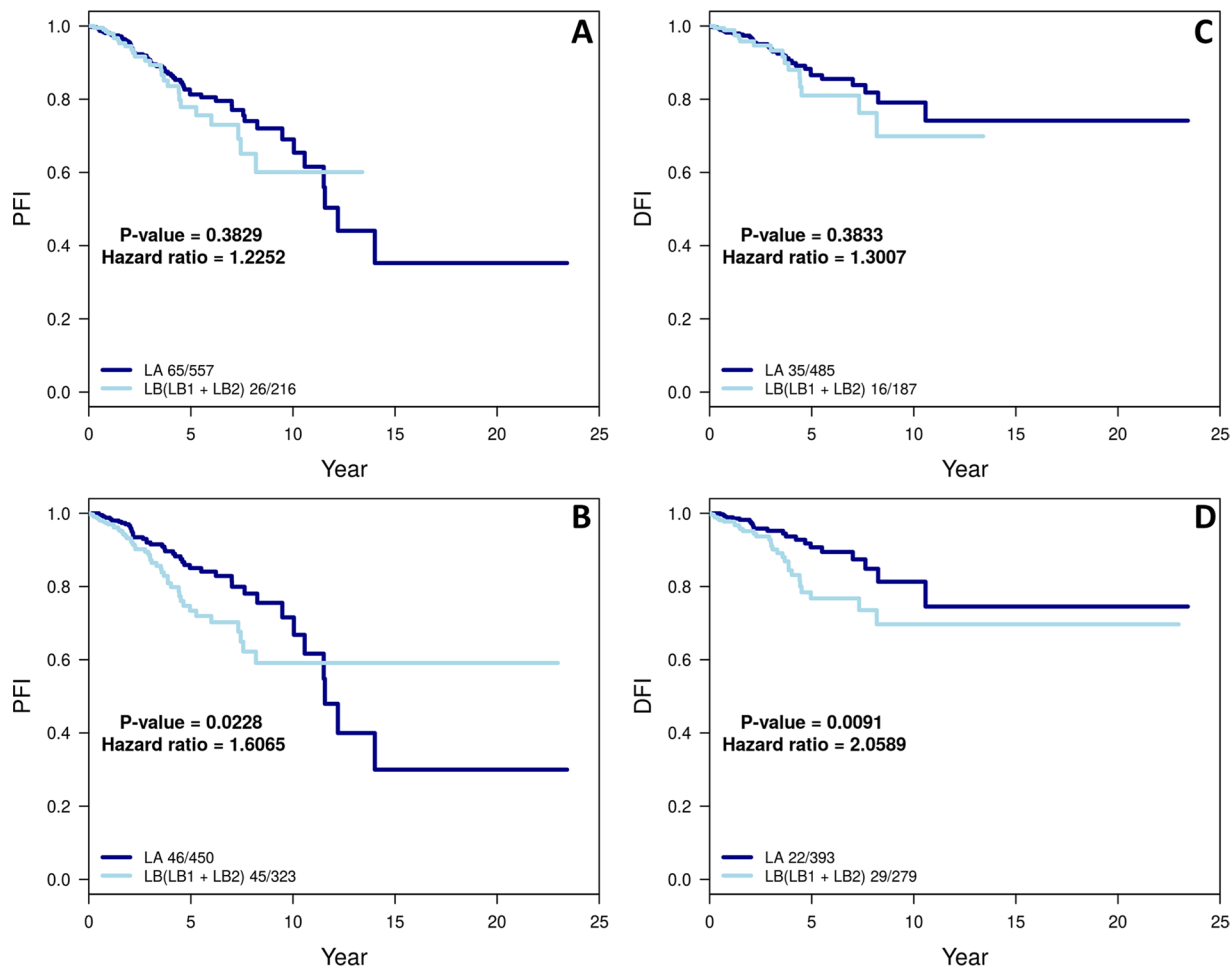 A
PFI
1.0
0.8
0.6
0.4
0.2
0.0
P-value = 0.3829
Hazard ratio = 1.2252
LA 65/557
LB(LB1 + LB2) 26/216
0 5 10 15 20 25
Year
C
DFI
1.0
0.8
0.6
0.4
0.2
0.0
P-value = 0.3833
Hazard ratio = 1.3007
LA 35/485
LB(LB1 + LB2) 16/187
0 5 10 15 20 25
Year
B
PFI
1.0
0.8
0.6
0.4
0.2
0.0
P-value = 0.0228
Hazard ratio = 1.6065
LA 46/450
LB(LB1 + LB2) 45/323
0 5 10 15 20 25
Year
D
DFI
1.0
0.8
0.6
0.4
0.2
0.0
P-value = 0.0091
Hazard ratio = 2.0589
LA 22/393
LB(LB1 + LB2) 29/279
0 5 10 15 20 25
Year